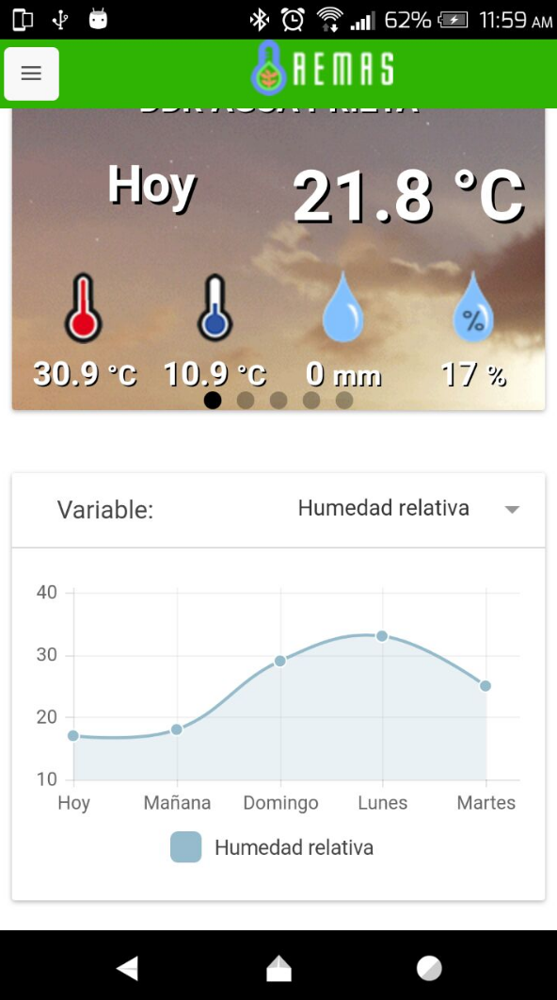 62% 11:59 AM
REMAS
Hoy 21.8 °C
30.9 °C 10.9 °C 0 mm 17 %
Variable: Humedad relativa
40
30
20
10
Hoy Mañana Domingo Lunes Martes
Humedad relativa